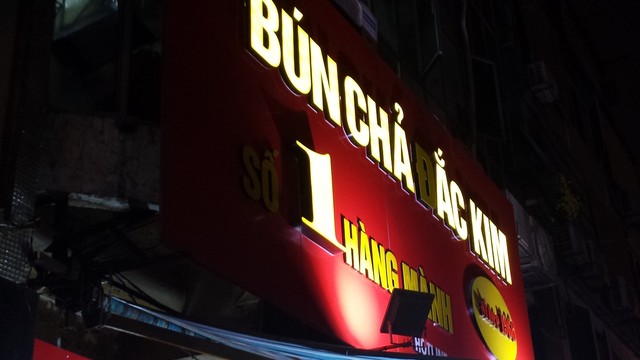 BÚN CHẢ ĐẮC KIM
SỐ 1
HÀNG MÀNH